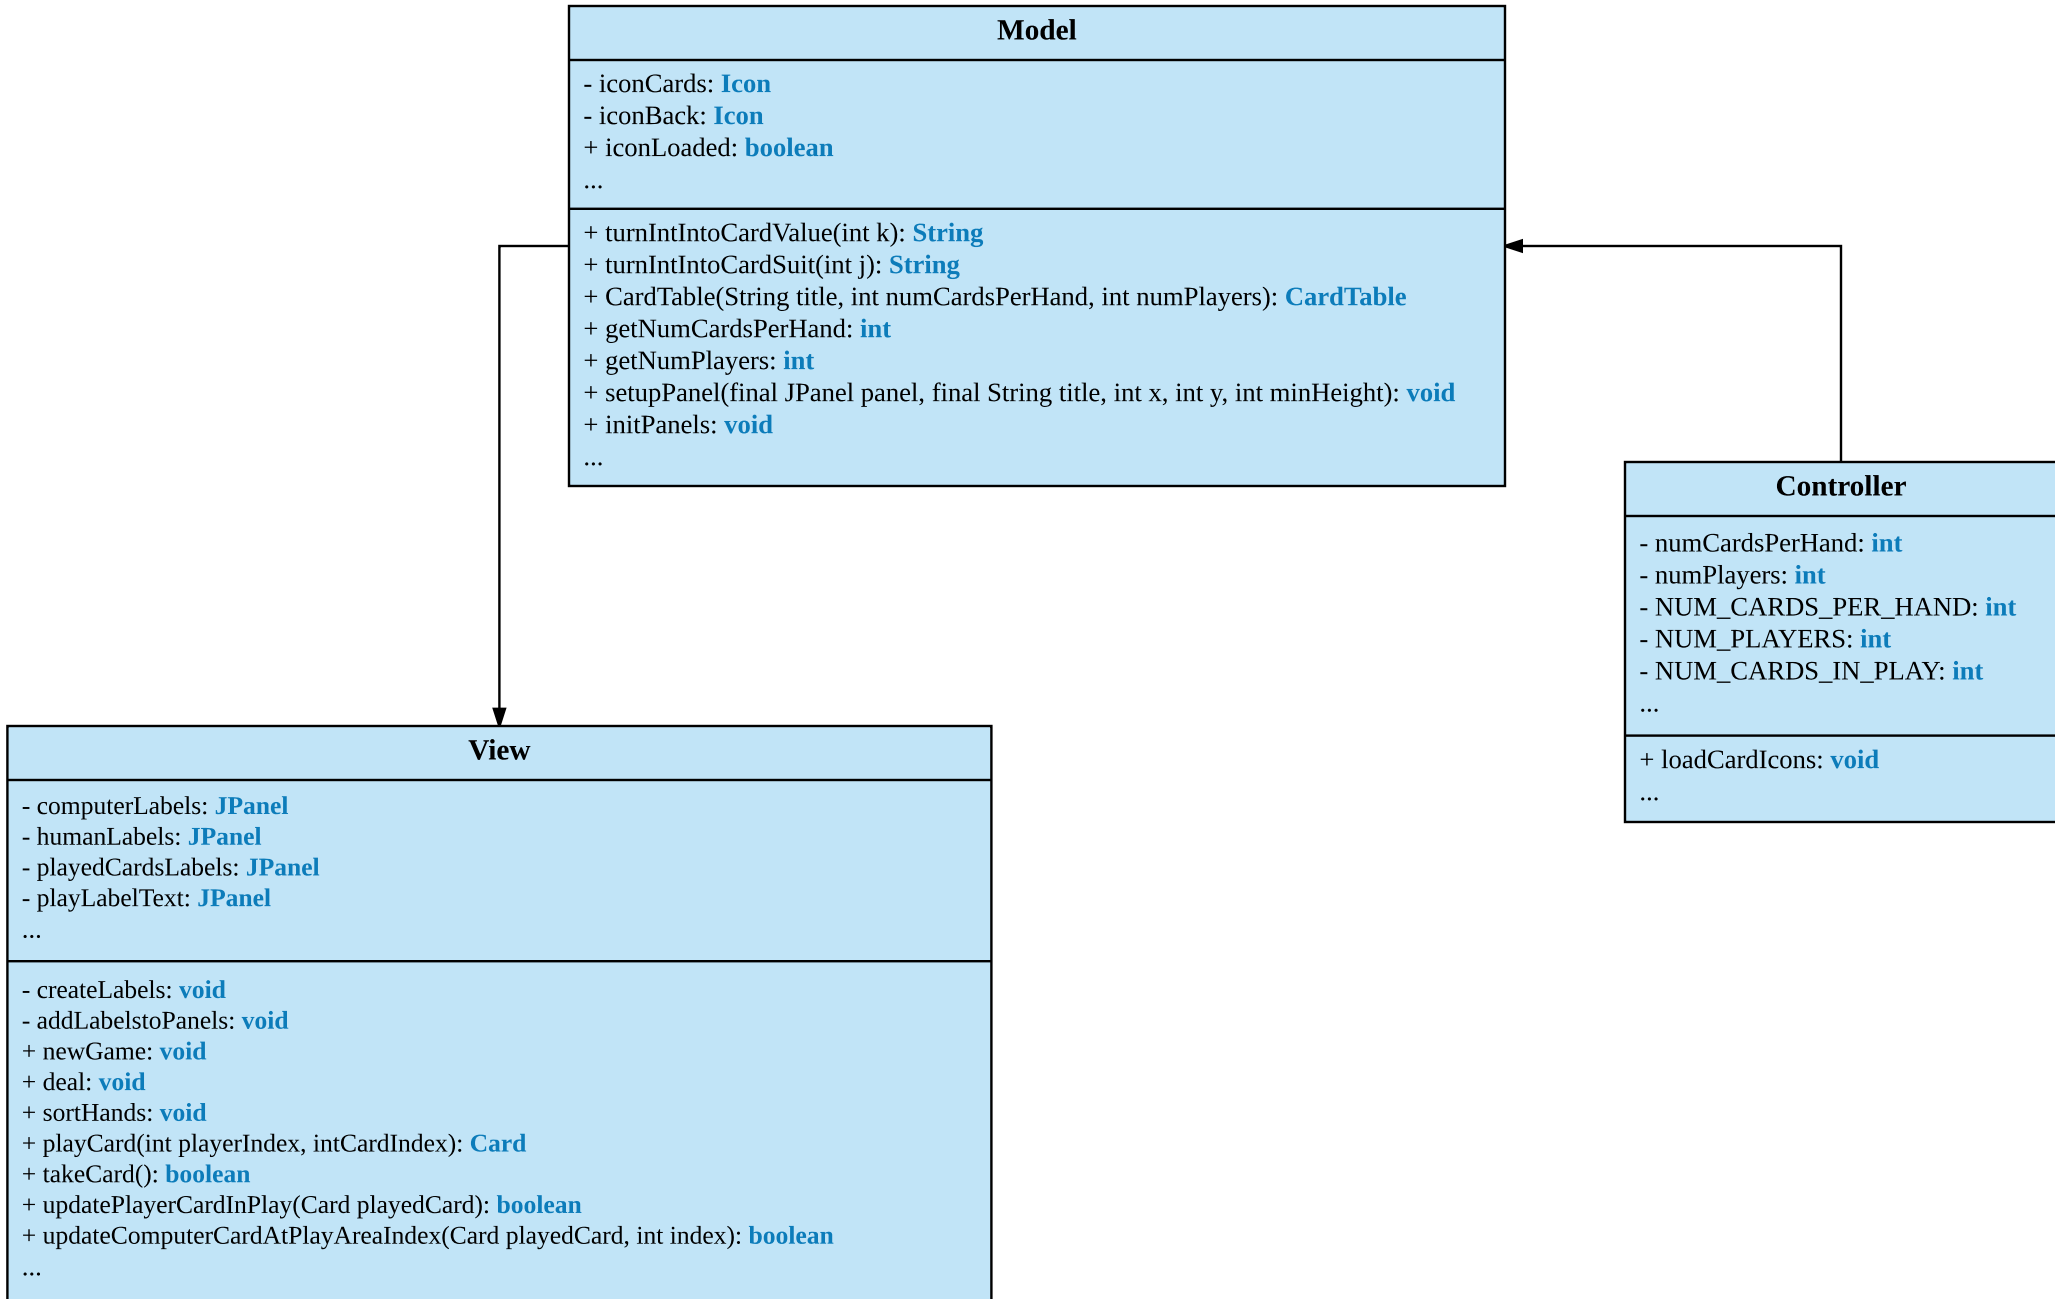 Model
- iconCards: Icon
- iconBack: Icon
+ iconLoaded: boolean
...
+ turnIntIntoCardValue(int k): String
+ turnIntIntoCardSuit(int j): String
+ CardTable(String title, int numCardsPerHand, int numPlayers): CardTable
+ getNumCardsPerHand: int
+ getNumPlayers: int
+ setupPanel(final JPanel panel, final String title, int x, int y, int minHeight): void
+ initPanels: void
...
Controller
- numCardsPerHand: int
- numPlayers: int
- NUM_CARDS_PER_HAND: int
- NUM_PLAYERS: int
- NUM_CARDS_IN_PLAY: int
...
+ loadCardIcons: void
...
View
- computerLabels: JPanel
- humanLabels: JPanel
- playedCardsLabels: JPanel
- playLabelText: JPanel
...
- createLabels: void
- addLabelstoPanels: void
+ newGame: void
+ deal: void
+ sortHands: void
+ playCard(int playerIndex, intCardIndex): Card
+ takeCard(): boolean
+ updatePlayerCardInPlay(Card playedCard): boolean
+ updateComputerCardAtPlayAreaIndex(Card playedCard, int index): boolean
...